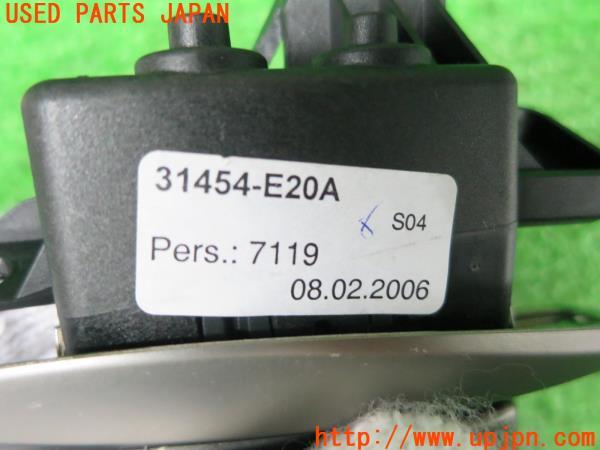 USED PARTS JAPAN
31454-E20A
S04
Pers.: 7119
08.02.2006
http://www.upjpn.com